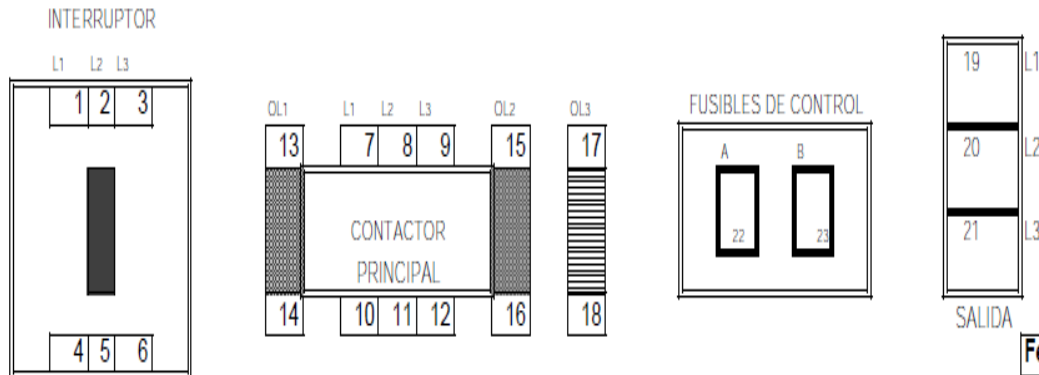 INTERRUPTOR
L1 L2 L3
1 2 3
4 5 6
OL1 L1 L2 L3 OL2 OL3
13 7 8 9 15 17
CONTACTOR
PRINCIPAL
14 10 11 12 16 18
FUSIBLES DE CONTROL
A B
22 23
19 L1
20 L2
21 L3
SALIDA